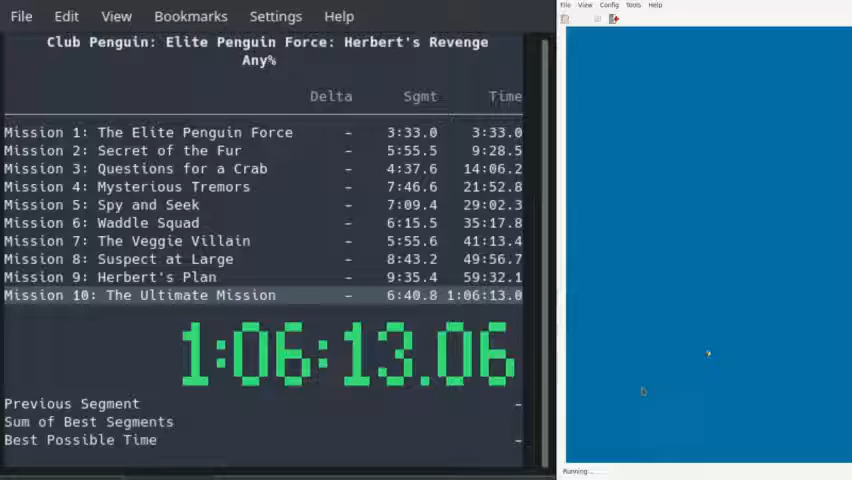 File Edit View Bookmarks Settings Help
Club Penguin: Elite Penguin Force: Herbert's Revenge
Any%
Delta Sgmt Time
Mission 1: The Elite Penguin Force - 3:33.0 3:33.0
Mission 2: Secret of the Fur - 5:55.5 9:28.5
Mission 3: Questions for a Crab - 4:37.6 14:06.2
Mission 4: Mysterious Tremors - 7:46.6 21:52.8
Mission 5: Spy and Seek - 7:09.4 29:02.3
Mission 6: Waddle Squad - 6:15.5 35:17.8
Mission 7: The Veggie Villain - 5:55.6 41:13.4
Mission 8: Suspect at Large - 8:43.2 49:56.7
Mission 9: Herbert's Plan - 9:35.4 59:32.1
Mission 10: The Ultimate Mission - 6:40.8 1:06:13.0
1:06:13.06
Previous Segment -
Sum of Best Segments
Best Possible Time -
File View Config Tools Help
Running...